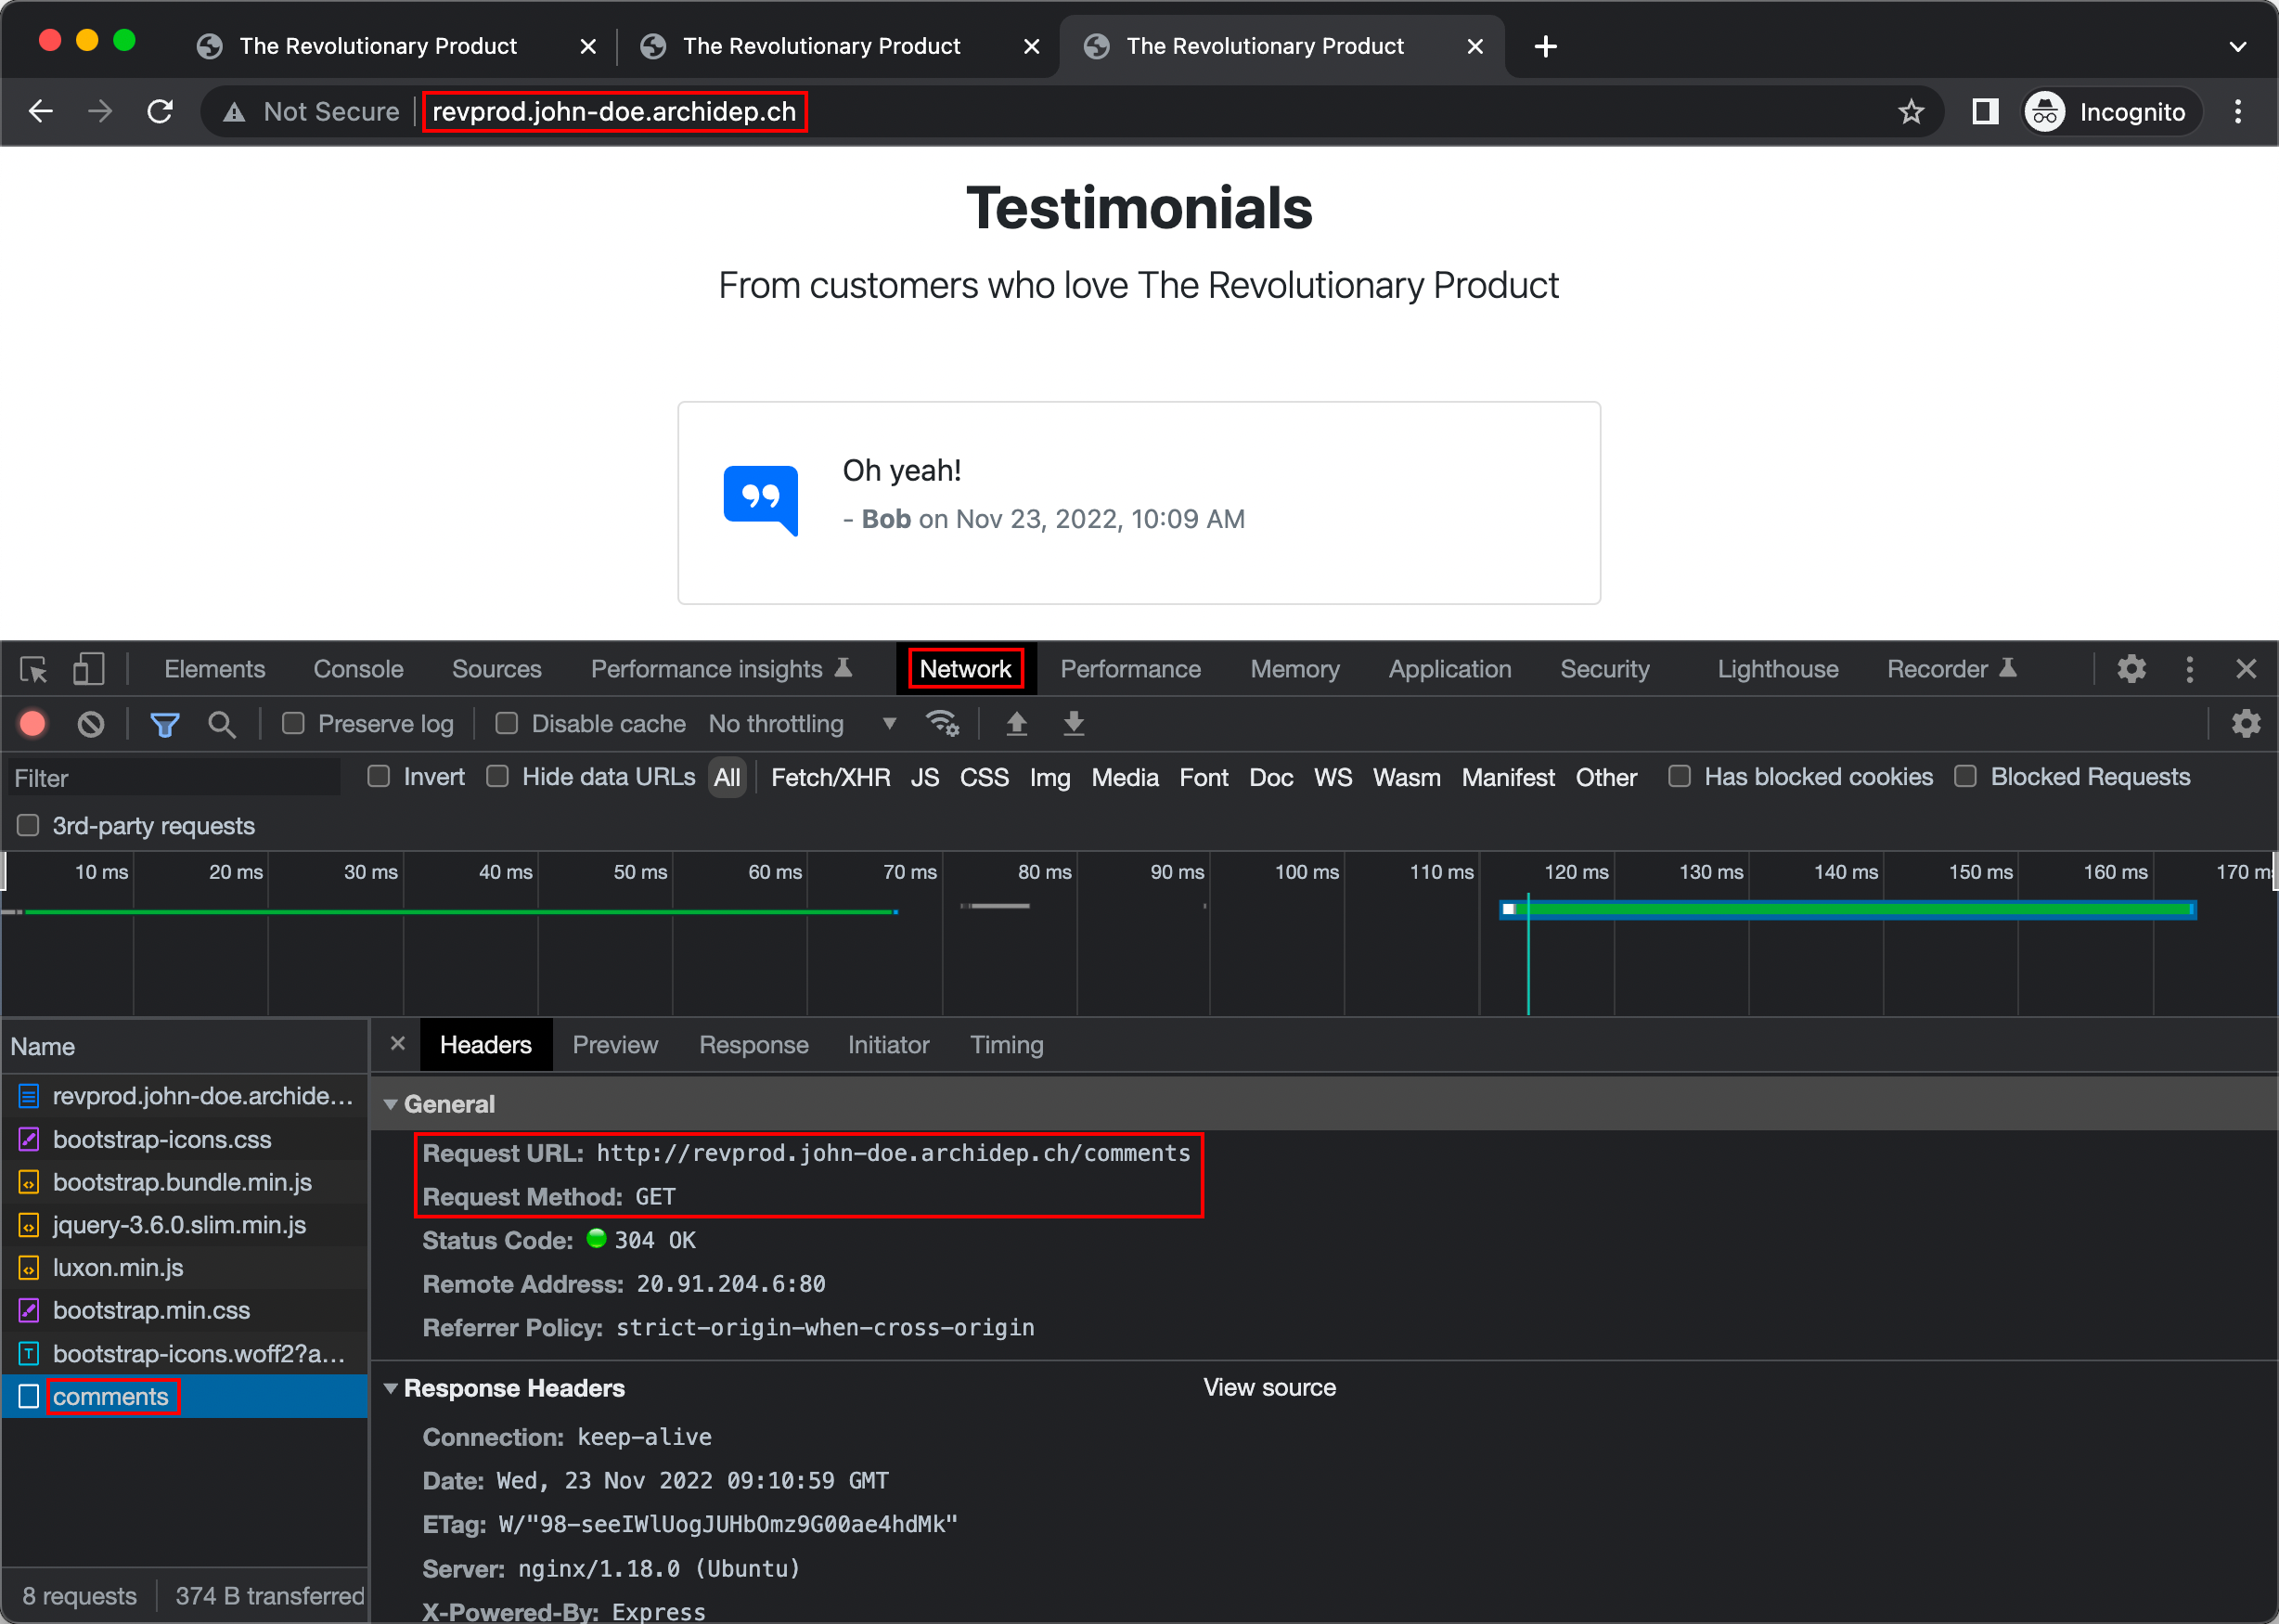 The Revolutionary Product The Revolutionary Product The Revolutionary Product
Not Secure revprod.john-doe.archidep.ch Incognito
Testimonials
From customers who love The Revolutionary Product
Oh yeah!
- Bob on Nov 23, 2022, 10:09 AM
Elements Console Sources Performance insights Network Performance Memory Application Security Lighthouse Recorder
Preserve log Disable cache No throttling
Filter Invert Hide data URLs All Fetch/XHR JS CSS Img Media Font Doc WS Wasm Manifest Other Has blocked cookies Blocked Requests
3rd-party requests
10 ms 20 ms 30 ms 40 ms 50 ms 60 ms 70 ms 80 ms 90 ms 100 ms 110 ms 120 ms 130 ms 140 ms 150 ms 160 ms 170 ms
Name
revprod.john-doe.archide…
bootstrap-icons.css
bootstrap.bundle.min.js
jquery-3.6.0.slim.min.js
luxon.min.js
bootstrap.min.css
bootstrap-icons.woff2?a…
comments
8 requests 374 B transferred
Headers Preview Response Initiator Timing
General
Request URL: http://revprod.john-doe.archidep.ch/comments
Request Method: GET
Status Code: 304 OK
Remote Address: 20.91.204.6:80
Referrer Policy: strict-origin-when-cross-origin
Response Headers View source
Connection: keep-alive
Date: Wed, 23 Nov 2022 09:10:59 GMT
ETag: W/"98-seeIWlUogJUHbOmz9G00ae4hdMk"
Server: nginx/1.18.0 (Ubuntu)
X-Powered-By: Express